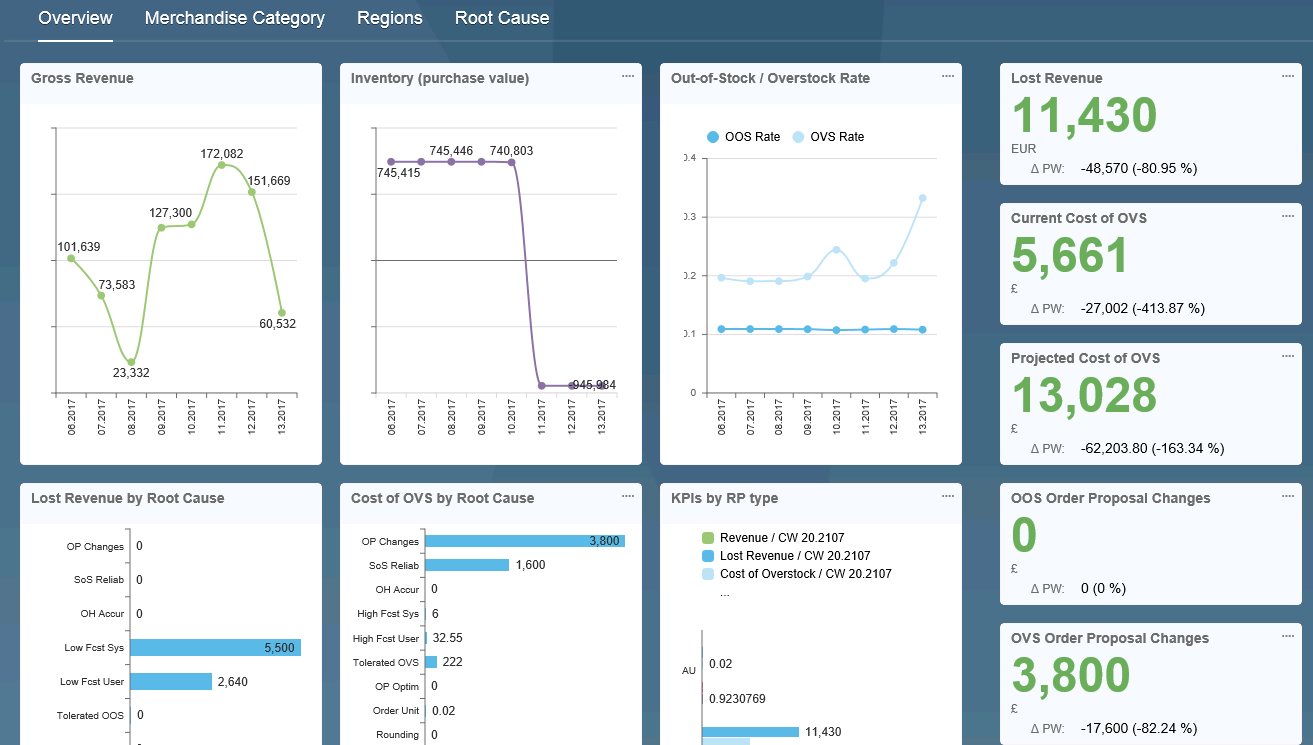 Overview Merchandise Category Regions Root Cause
Gross Revenue
172,082
151,669
127,300
101,639
73,583
60,532
23,332
06.2017 07.2017 08.2017 09.2017 10.2017 11.2017 12.2017 13.2017
Inventory (purchase value)
745,446 740,803
745,415
-945,984
06.2017 07.2017 08.2017 09.2017 10.2017 11.2017 12.2017 13.2017
Out-of-Stock / Overstock Rate
OOS Rate OVS Rate
0.4
0.3
0.2
0.1
0
06.2017 07.2017 08.2017 09.2017 10.2017 11.2017 12.2017 13.2017
Lost Revenue
11,430
EUR
Δ PW: -48,570 (-80.95 %)
Current Cost of OVS
5,661
£
Δ PW: -27,002 (-413.87 %)
Projected Cost of OVS
13,028
£
Δ PW: -62,203.80 (-163.34 %)
Lost Revenue by Root Cause
OP Changes 0
SoS Reliab 0
OH Accur 0
Low Fcst Sys 5,500
Low Fcst User 2,640
Tolerated OOS 0
Cost of OVS by Root Cause
OP Changes 3,800
SoS Reliab 1,600
OH Accur 0
High Fcst Sys 6
High Fcst User 32.55
Tolerated OVS 222
OP Optim 0
Order Unit 0.02
Rounding 0
KPIs by RP type
Revenue / CW 20.2107
Lost Revenue / CW 20.2107
Cost of Overstock / CW 20.2107
...
AU 0.02
0.9230769
11,430
OOS Order Proposal Changes
0
£
Δ PW: 0 (0 %)
OVS Order Proposal Changes
3,800
£
Δ PW: -17,600 (-82.24 %)